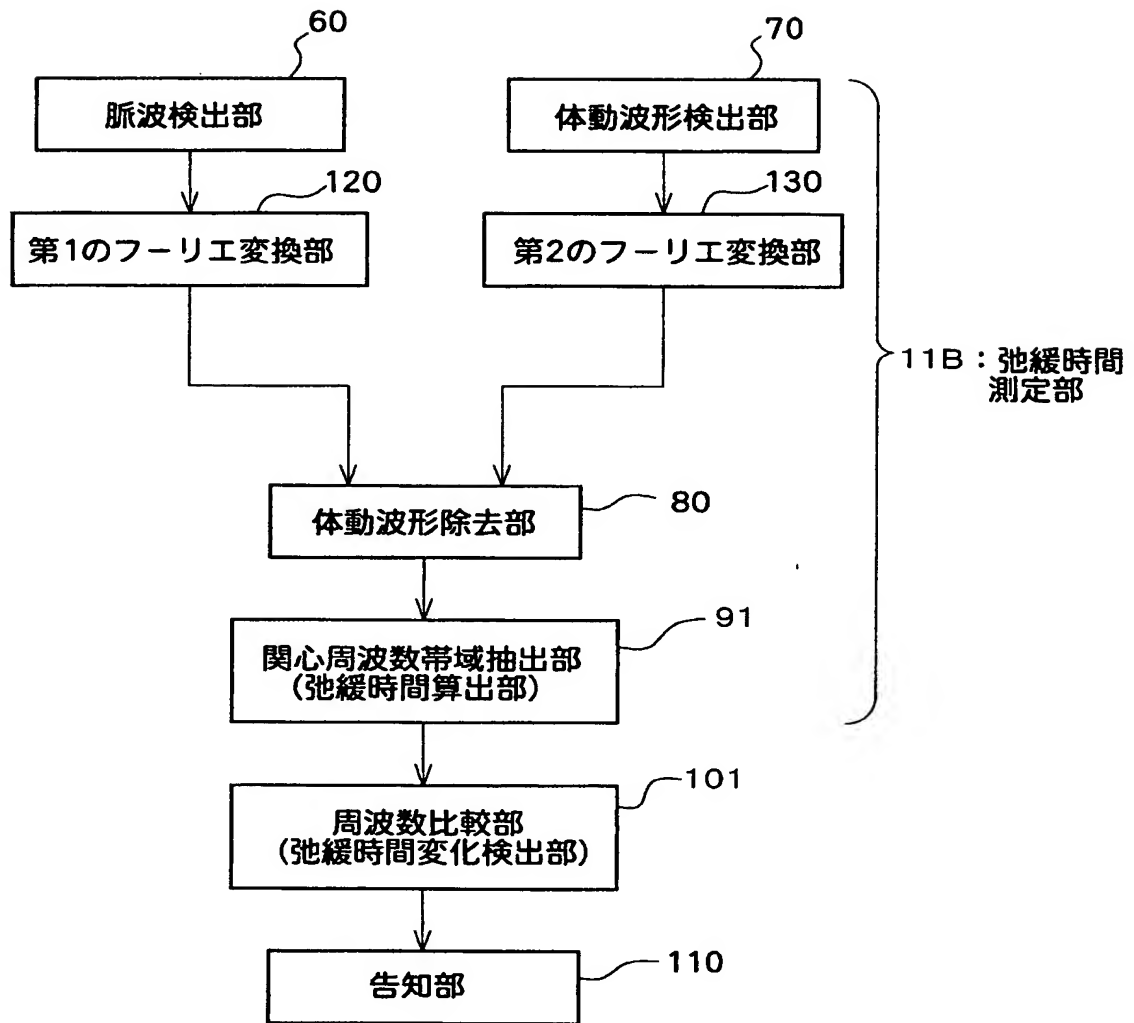 60
70
脈波検出部
体動波形検出部
120
130
第1のフーリエ変換部
第2のフーリエ変換部
11B：弛緩時間
測定部
体動波形除去部
80
91
関心周波数帯域抽出部
（弛緩時間算出部）
101
周波数比較部
（弛緩時間変化検出部）
告知部
110